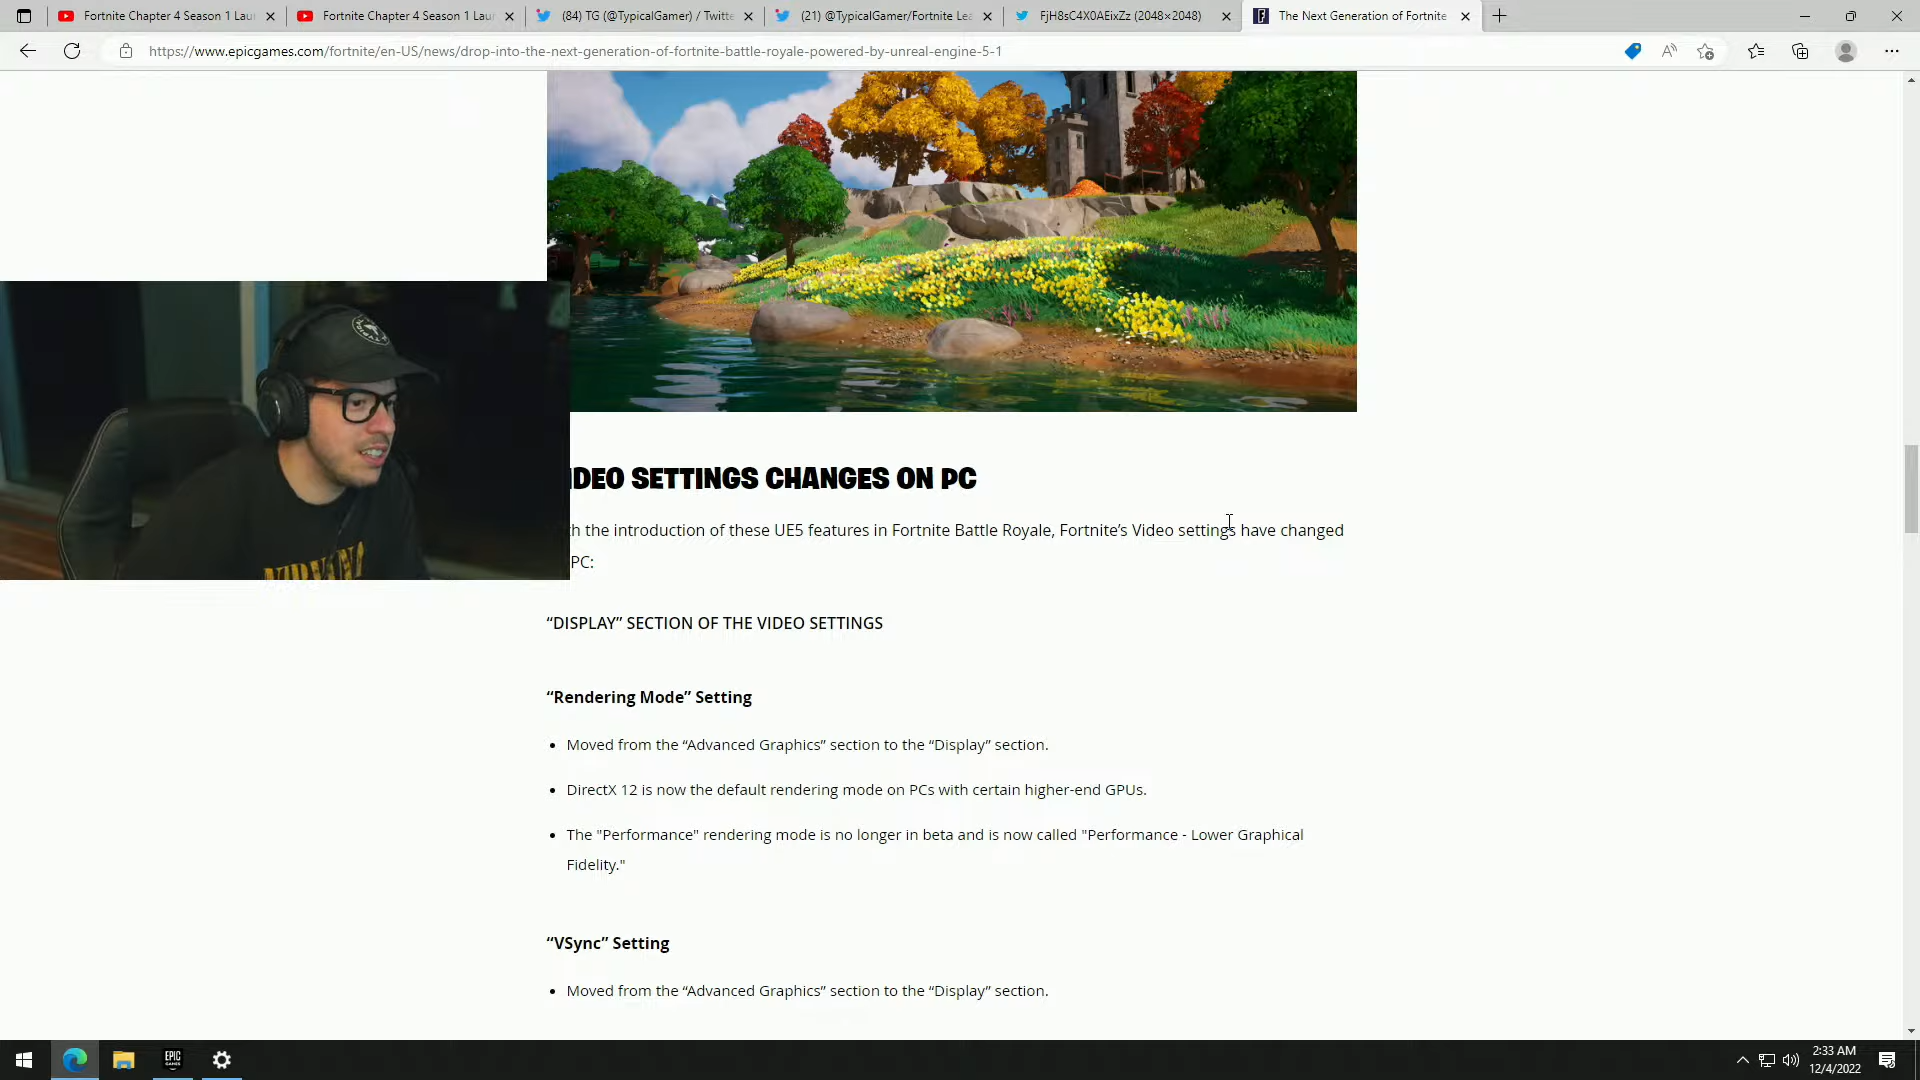 Fortnite Chapter 4 Season 1 Lau
Fortnite Chapter 4 Season 1 Lau
(84) TG (@TypicalGamer) / Twitte
(21) @TypicalGamer/Fortnite Lea
FjH8sC4X0AEixZz (2048×2048)
The Next Generation of Fortnite
https://www.epicgames.com/fortnite/en-US/news/drop-into-the-next-generation-of-fortnite-battle-royale-powered-by-unreal-engine-5-1
IDEO SETTINGS CHANGES ON PC
th the introduction of these UE5 features in Fortnite Battle Royale, Fortnite’s Video settings have changed
PC:
“DISPLAY” SECTION OF THE VIDEO SETTINGS
“Rendering Mode” Setting
• Moved from the “Advanced Graphics” section to the “Display” section.
• DirectX 12 is now the default rendering mode on PCs with certain higher-end GPUs.
• The "Performance" rendering mode is no longer in beta and is now called "Performance - Lower Graphical
Fidelity."
“VSync” Setting
• Moved from the “Advanced Graphics” section to the “Display” section.
EPIC
GAMES
2:33 AM
12/4/2022